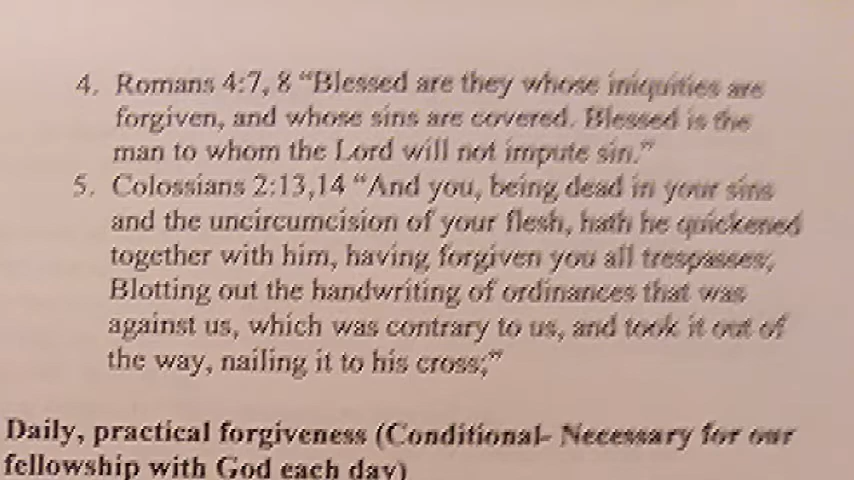 4. Romans 4:7, 8 “Blessed are they whose iniquities are
forgiven, and whose sins are covered. Blessed is the
man to whom the Lord will not impute sin.”
5. Colossians 2:13,14 “And you, being dead in your sins
and the uncircumcision of your flesh, hath he quickened
together with him, having forgiven you all trespasses;
Blotting out the handwriting of ordinances that was
against us, which was contrary to us, and took it out of
the way, nailing it to his cross;”
Daily, practical forgiveness (Conditional- Necessary for our
fellowship with God each day)